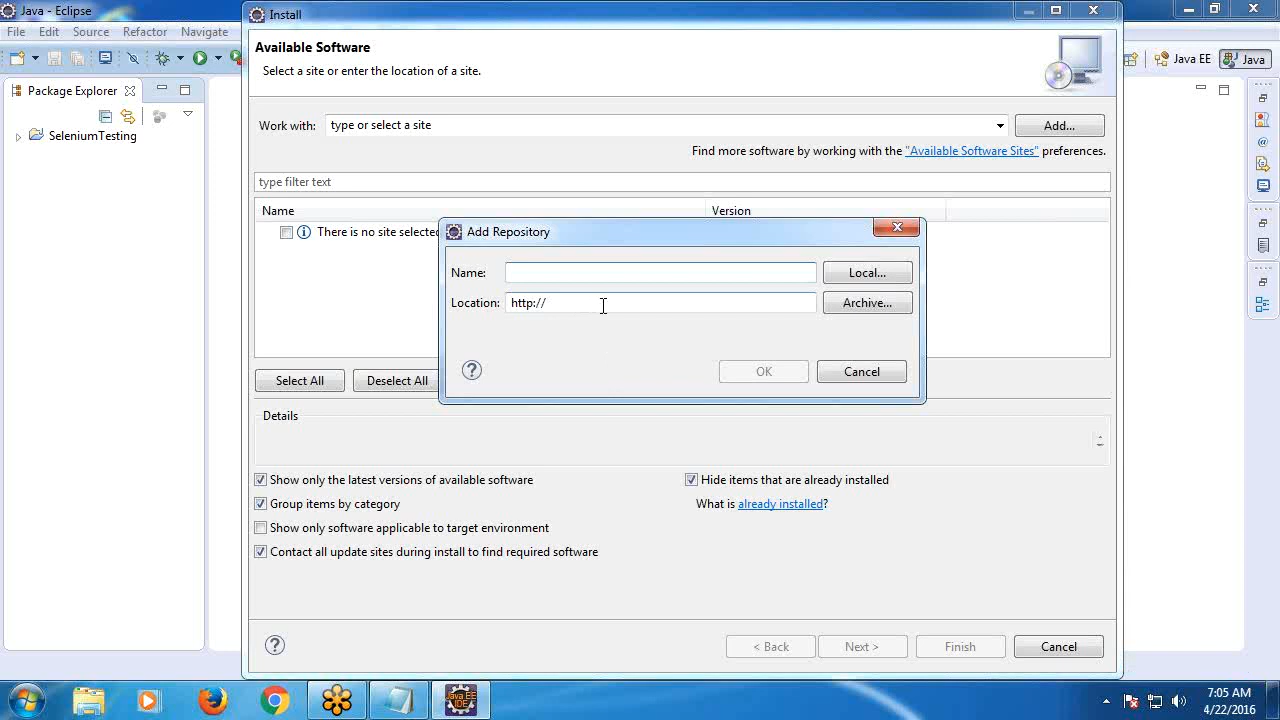 Java - Eclipse
File Edit Source Refactor Navigate
Java EE
Java
Package Explorer
SeleniumTesting
Install
Available Software
Select a site or enter the location of a site.
Work with: type or select a site Add...
Find more software by working with the "Available Software Sites" preferences.
type filter text
Name Version
There is no site selected
Add Repository
Name: Local...
Location: http:// Archive...
OK Cancel
Select All Deselect All
Details
Show only the latest versions of available software
Hide items that are already installed
Group items by category
What is already installed?
Show only software applicable to target environment
Contact all update sites during install to find required software
< Back Next > Finish Cancel
Java EE
IDE
7:05 AM
4/22/2016